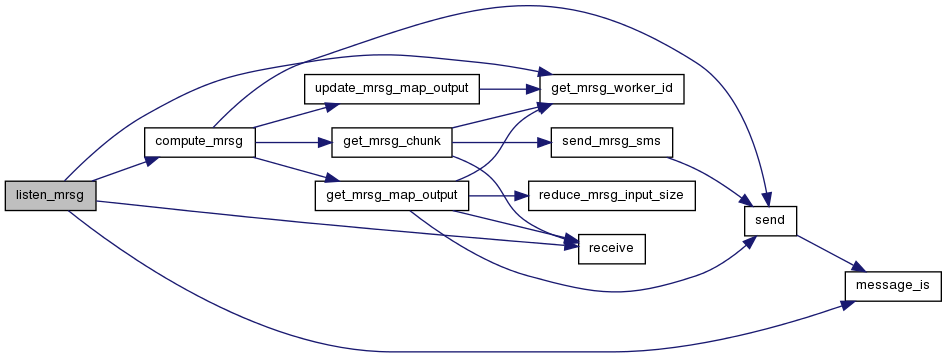 listen_mrsg
compute_mrsg
update_mrsg_map_output
get_mrsg_chunk
get_mrsg_map_output
get_mrsg_worker_id
send_mrsg_sms
reduce_mrsg_input_size
receive
send
message_is